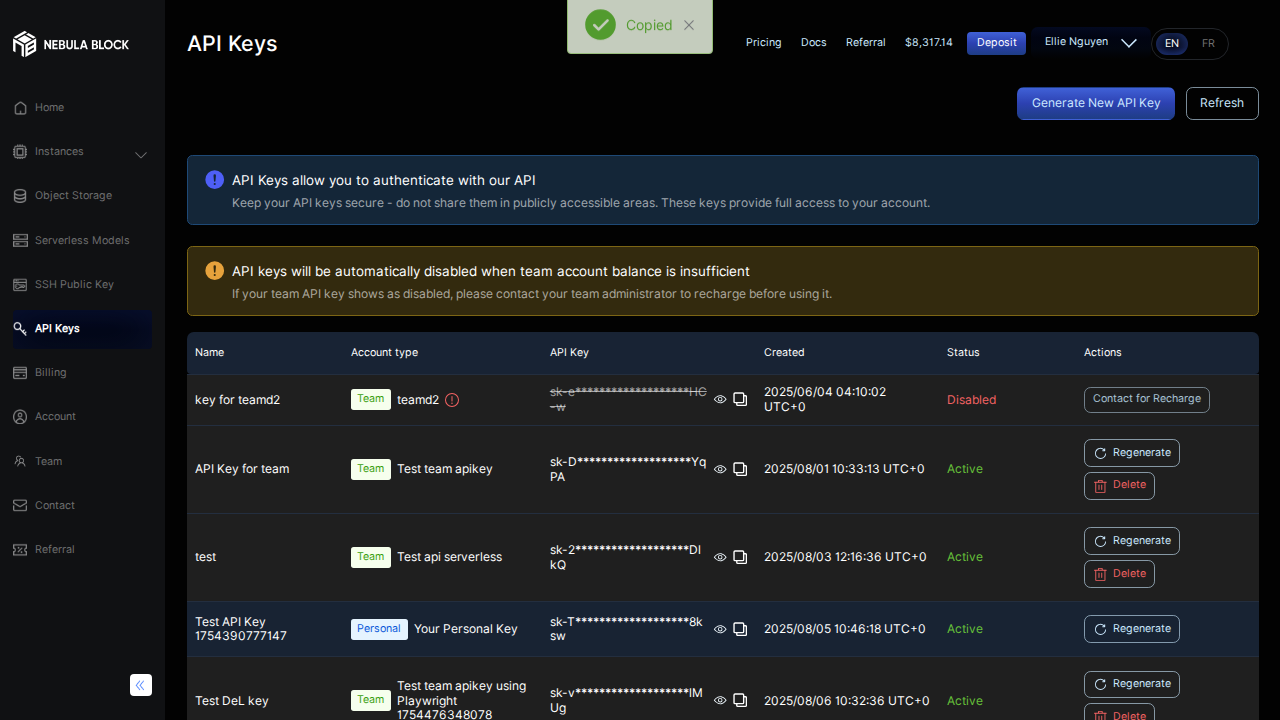 NEBULA BLOCK
Home
Instances
Object Storage
Serverless Models
SSH Public Key
API Keys
Billing
Account
Team
Contact
Referral
API Keys
Copied
Pricing
Docs
Referral
$8,317.14
Deposit
Ellie Nguyen
EN
FR
Generate New API Key
Refresh
API Keys allow you to authenticate with our API
Keep your API keys secure - do not share them in publicly accessible areas. These keys provide full access to your account.
API keys will be automatically disabled when team account balance is insufficient
If your team API key shows as disabled, please contact your team administrator to recharge before using it.
Name Account type API Key Created Status Actions
key for teamd2
Team teamd2
sk-e*******************HC
-w
2025/06/04 04:10:02
UTC+0
Disabled
Contact for Recharge
API Key for team
Team Test team apikey
sk-D*******************Yq
PA
2025/08/01 10:33:13 UTC+0
Active
Regenerate
Delete
test
Team Test api serverless
sk-2*******************DI
kQ
2025/08/03 12:16:36 UTC+0
Active
Regenerate
Delete
Test API Key
1754390777147
Personal Your Personal Key
sk-T*******************8k
sw
2025/08/05 10:46:18 UTC+0
Active
Regenerate
Test DeL key
Team
Test team apikey using
Playwright
1754476348078
sk-v*******************IM
Ug
2025/08/06 10:32:36 UTC+0
Active
Regenerate
Delete